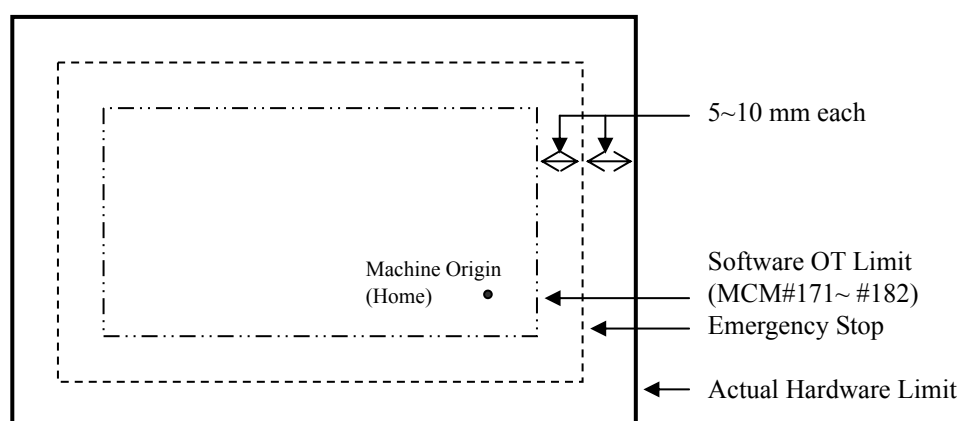 5~10 mm each
Machine Origin
(Home)
Software OT Limit
(MCM#171~ #182)
Emergency Stop
Actual Hardware Limit